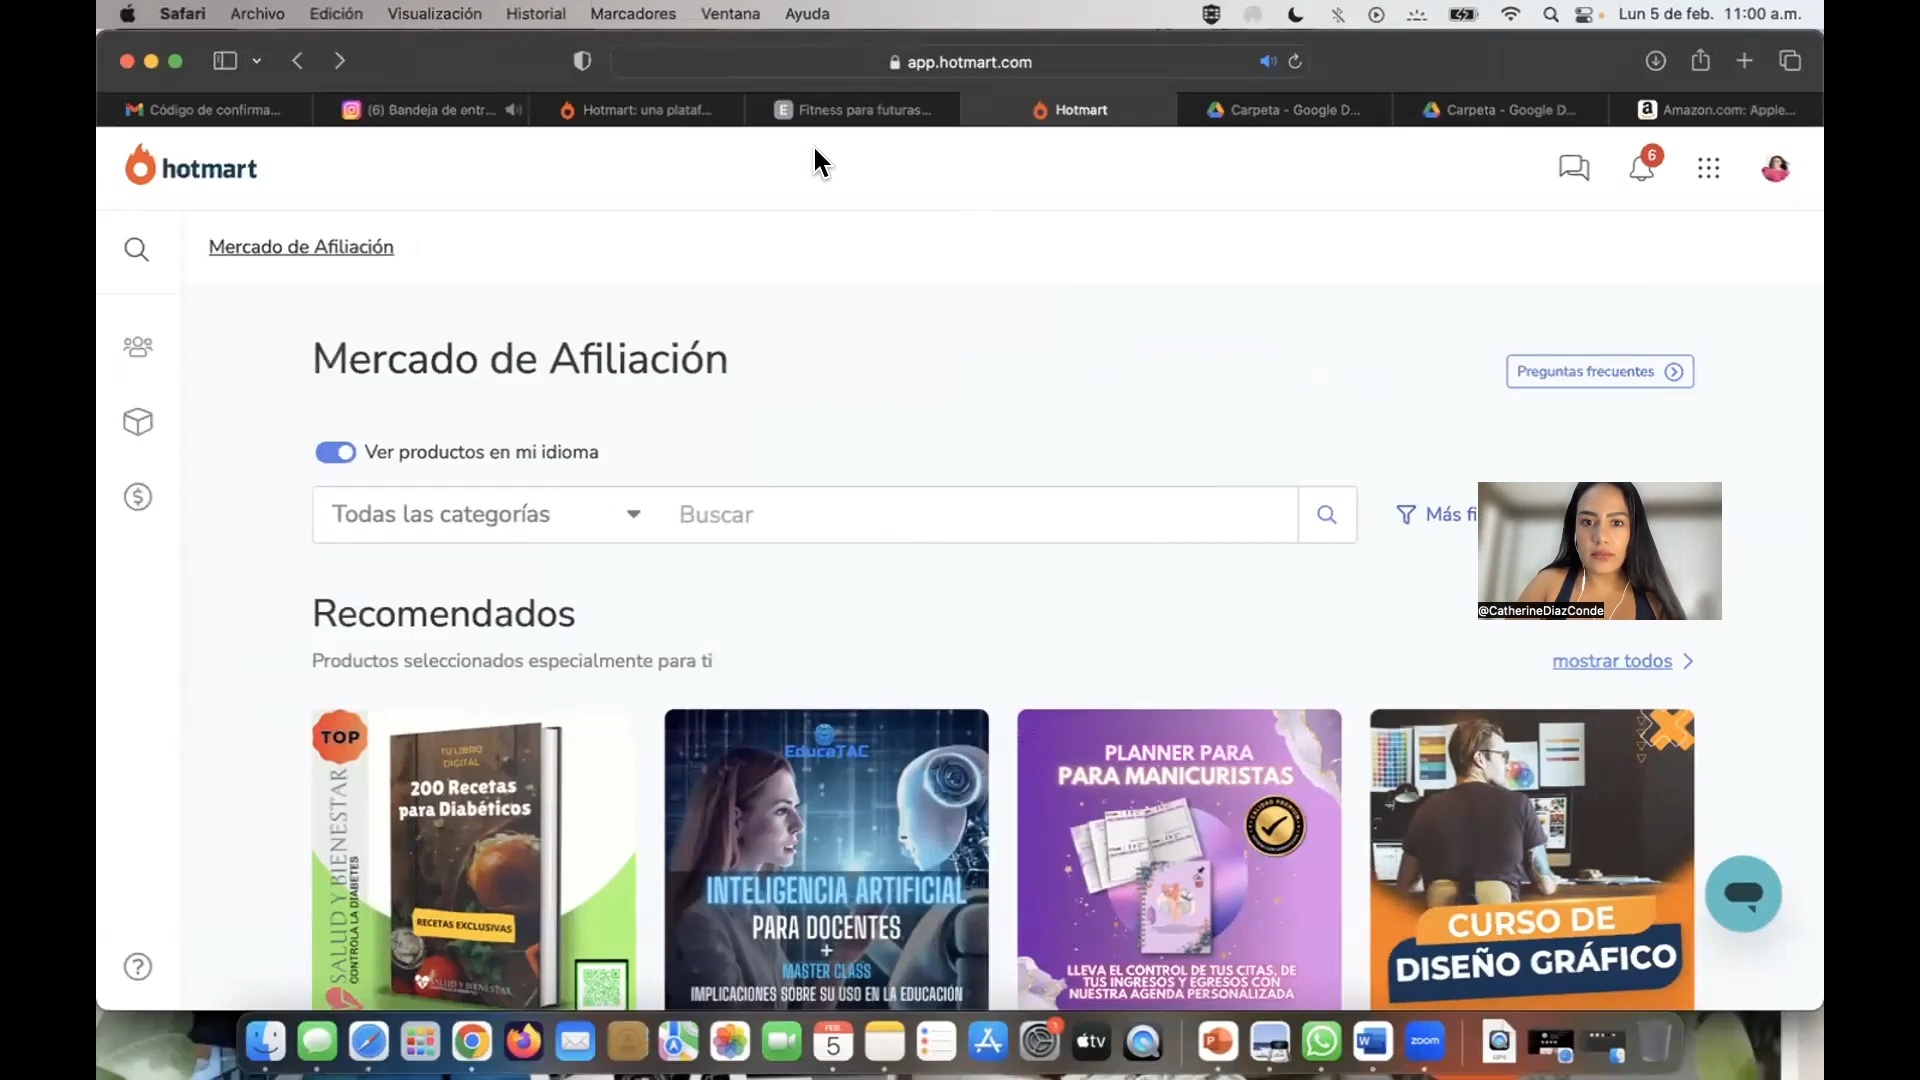 Safari Archivo Edición Visualización Historial Marcadores Ventana Ayuda Lun 5 de feb. 11:00 a.m.
app.hotmart.com
Código de confirma... (6) Bandeja de entr... Hotmart: una plataf... Fitness para futuras... Hotmart Carpeta - Google D... Carpeta - Google D... Amazon.com: Apple...
hotmart
6
Mercado de Afiliación
Mercado de Afiliación
Preguntas frecuentes
Ver productos en mi idioma
Todas las categorías Buscar Más fi
@CatherineDiazConde
Recomendados
Productos seleccionados especialmente para ti
mostrar todos
TOP
TU LIBRO
DIGITAL
200 Recetas
para Diabéticos
RECETAS EXCLUSIVAS
SALUD Y BIENESTAR
SALUD Y BIENESTAR
CONTROLA LA DIABETES
EducaTAC
INTELIGENCIA ARTIFICIAL
PARA DOCENTES
+
MASTER CLASS
IMPLICACIONES SOBRE SU USO EN LA EDUCACIÓN
PLANNER PARA
PARA MANICURISTAS
LLEVA EL CONTROL DE TUS CITAS, DE
TUS INGRESOS Y EGRESOS CON
NUESTRA AGENDA PERSONALIZADA
CURSO DE
DISEÑO GRÁFICO
FEB
5
1
tv
zoom